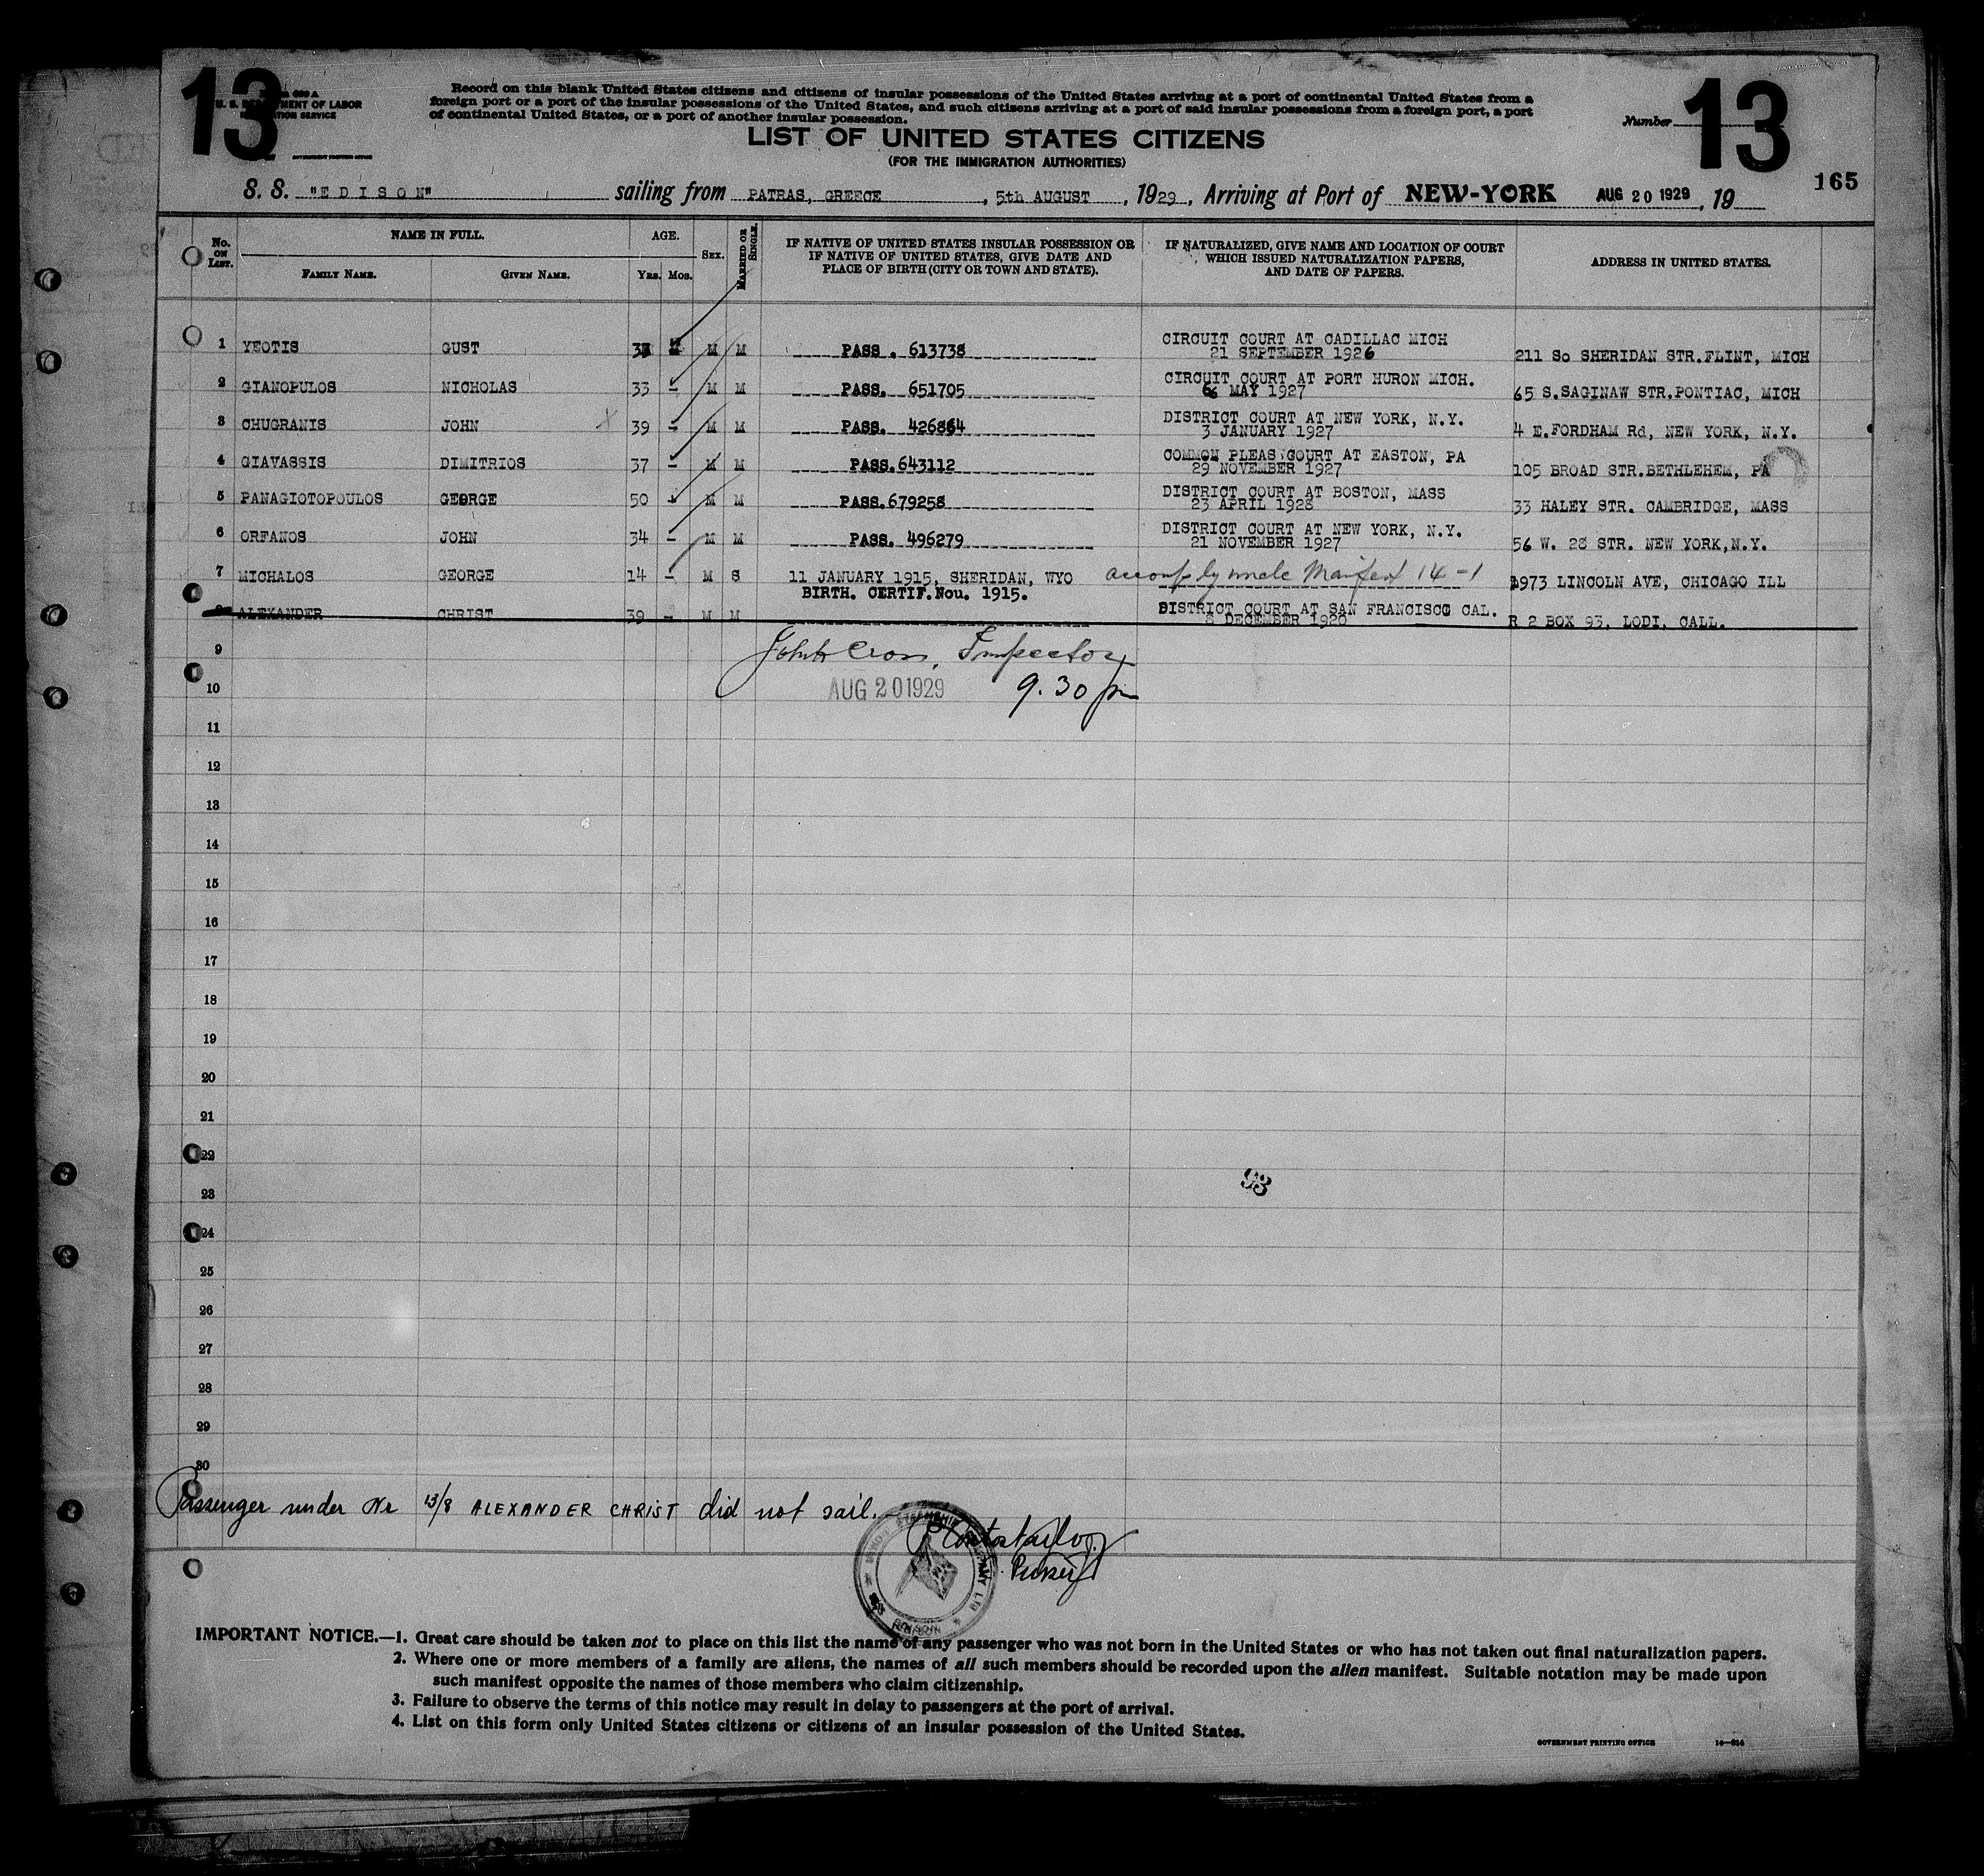 13
600 A
U. S. DEPARTMENT OF LABOR
IMMIGRATION SERVICE
GOVERNMENT PRINTING OFFICE
Record on this blank United States citizens and citizens of insular possessions of the United States arriving at a port of continental United States from a
foreign port or a port of the insular possessions of the United States, and such citizens arriving at a port of said insular possessions from a foreign port, a port
of continental United States, or a port of another insular possession.
Number 13
LIST OF UNITED STATES CITIZENS
(FOR THE IMMIGRATION AUTHORITIES)
165
S. S. "EDISON" sailing from PATRAS, GREECE, 5th AUGUST, 1929, Arriving at Port of NEW-YORK AUG 20 1929, 19
No. ON LIST. NAME IN FULL. FAMILY NAME. GIVEN NAME. AGE. Yrs. Mos. SEX. MARRIED OR SINGLE. IF NATIVE OF UNITED STATES INSULAR POSSESSION OR IF NATIVE OF UNITED STATES, GIVE DATE AND PLACE OF BIRTH (CITY OR TOWN AND STATE). IF NATURALIZED, GIVE NAME AND LOCATION OF COURT WHICH ISSUED NATURALIZATION PAPERS, AND DATE OF PAPERS. ADDRESS IN UNITED STATES.
1 YEOTIS GUST M M PASS. 613738 CIRCUIT COURT AT CADILLAC MICH 21 SEPTEMBER 1926 211 So SHERIDAN STR.FLINT, MICH
2 GIANOPULOS NICHOLAS 33 - M M PASS. 651705 CIRCUIT COURT AT PORT HURON MICH. 6 MAY 1927 65 S.SAGINAW STR.PONTIAC, MICH
3 CHUGRANIS JOHN 39 - M M PASS. 426864 DISTRICT COURT AT NEW YORK, N.Y. 3 JANUARY 1927 4 E.FORDHAM Rd, NEW YORK, N.Y.
4 GIAVASSIS DIMITRIOS 37 - M M PASS.643112 COMMON PLEAS COURT AT EASTON, PA 29 NOVEMBER 1927 105 BROAD STR.BETHLEHEM, PA
5 PANAGIOTOPOULOS GEORGE 50 - M M PASS.679258 DISTRICT COURT AT BOSTON, MASS 23 APRIL 1928 33 HALEY STR. CAMBRIDGE, MASS
6 ORFANOS JOHN 34 - M M PASS. 496279 DISTRICT COURT AT NEW YORK, N.Y. 21 NOVEMBER 1927 56 W. 28 STR. NEW YORK,N.Y.
7 MICHALOS GEORGE 14 - M S 11 JANUARY 1915, SHERIDAN, WYO BIRTH. CERTIF.Nou. 1915. accomp by uncle Manifest 14-1 1973 LINCOLN AVE, CHICAGO ILL
8 ALEXANDER CHRIST 39 - M M DISTRICT COURT AT SAN FRANCISCO CAL. 8 DECEMBER 1920 R 2 BOX 93, LODI, CALL.
9 Cross, Inspector
10 AUG 20 1929 9.30 pm
11
12
13
14
15
16
17
18
19
20
21
22
93
23
24
25
26
27
28
29
30
Passenger under Nr 13/8 ALEXANDER CHRIST did not sail.
Purser
IMPORTANT NOTICE.—1. Great care should be taken not to place on this list the name of any passenger who was not born in the United States or who has not taken out final naturalization papers.
2. Where one or more members of a family are aliens, the names of all such members should be recorded upon the alien manifest. Suitable notation may be made upon
such manifest opposite the names of those members who claim citizenship.
3. Failure to observe the terms of this notice may result in delay to passengers at the port of arrival.
4. List on this form only United States citizens or citizens of an insular possession of the United States.
GOVERNMENT PRINTING OFFICE